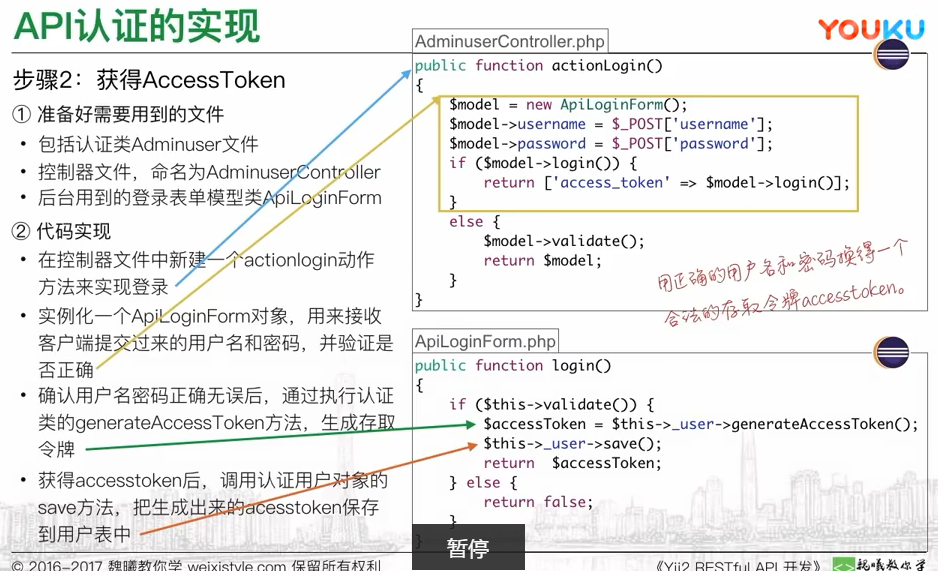 API认证的实现
YOUKU
步骤2：获得AccessToken
① 准备好需要用到的文件
• 包括认证类Adminuser文件
• 控制器文件，命名为AdminuserController
• 后台用到的登录表单模型类ApiLoginForm
② 代码实现
• 在控制器文件中新建一个actionlogin动作
方法来实现登录
• 实例化一个ApiLoginForm对象，用来接收
客户端提交过来的用户名和密码，并验证是
否正确
• 确认用户名密码正确无误后，通过执行认证
类的generateAccessToken方法，生成存取
令牌
• 获得accesstoken后，调用认证用户对象的
save方法，把生成出来的acesstoken保存
到用户表中
AdminuserController.php
public function actionLogin()
{
$model = new ApiLoginForm();
$model->username = $_POST['username'];
$model->password = $_POST['password'];
if ($model->login()) {
return ['access_token' => $model->login()];
}
else {
$model->validate();
return $model;
}
}
用正确的用户名和密码换得一个
合法的存取令牌accesstoken。
ApiLoginForm.php
public function login()
{
if ($this->validate()) {
$accessToken = $this->_user->generateAccessToken();
$this->_user->save();
return $accessToken;
} else {
return false;
}
}
暂停
© 2016-2017 魏曦教你学 weixistyle.com 保留所有权利
《Yii2 RESTful API 开发》
魏曦教你学